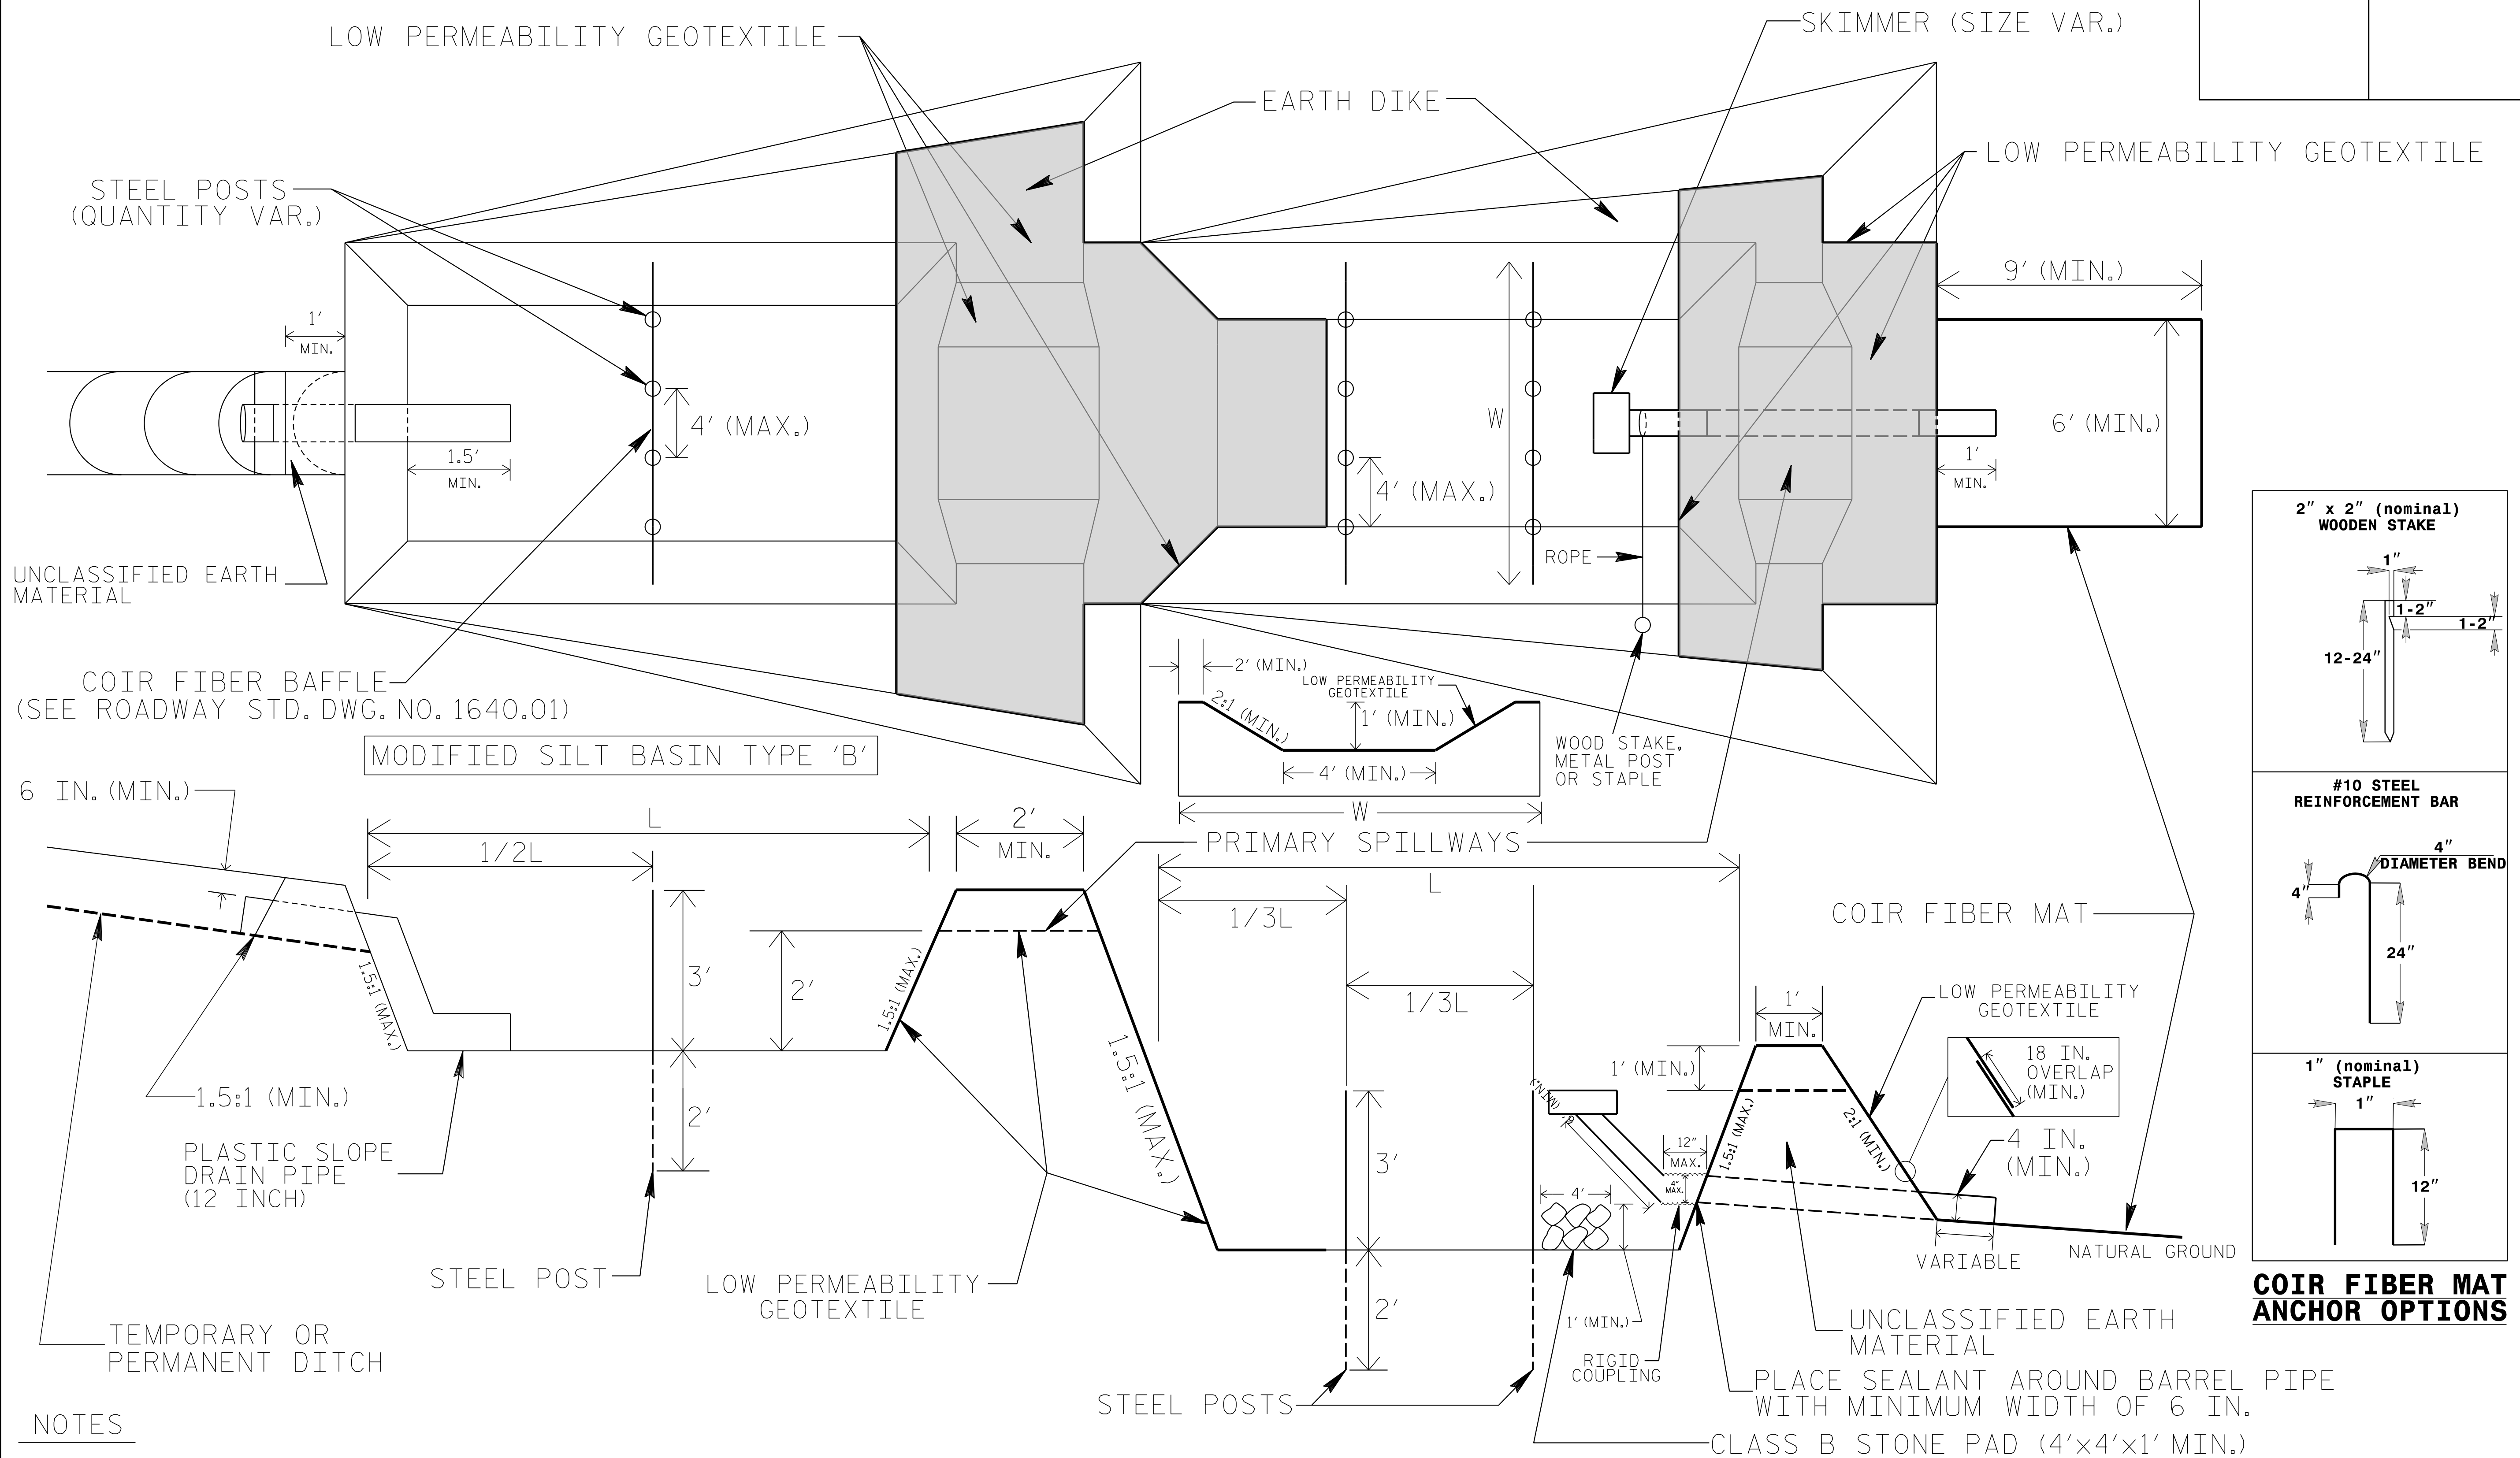 LOW PERMEABILITY GEOTEXTILE
SKIMMER (SIZE VAR.)
EARTH DIKE
LOW PERMEABILITY GEOTEXTILE
STEEL POSTS
(QUANTITY VAR.)
9' (MIN.)
1'
MIN.
4' (MAX.)
W
6' (MIN.)
1.5'
MIN.
4' (MAX.)
1'
MIN.
ROPE
UNCLASSIFIED EARTH
MATERIAL
COIR FIBER BAFFLE
(SEE ROADWAY STD. DWG. NO. 1640.01)
2' (MIN.)
LOW PERMEABILITY
GEOTEXTILE
2:1 (MIN.)
1' (MIN.)
4' (MIN.)
W
WOOD STAKE,
METAL POST
OR STAPLE
MODIFIED SILT BASIN TYPE 'B'
2" x 2" (nominal)
WOODEN STAKE
1"
1-2"
1-2"
12-24"
#10 STEEL
REINFORCEMENT BAR
4"
DIAMETER BEND
4"
24"
1" (nominal)
STAPLE
1"
12"
COIR FIBER MAT
ANCHOR OPTIONS
6 IN. (MIN.)
L
2'
MIN.
1/2L
PRIMARY SPILLWAYS
L
1/3L
1/3L
COIR FIBER MAT
3'
2'
1.5:1 (MAX.)
1.5:1 (MAX.)
1.5:1 (MAX.)
1.5:1 (MIN.)
2'
PLASTIC SLOPE
DRAIN PIPE
(12 INCH)
STEEL POST
LOW PERMEABILITY
GEOTEXTILE
TEMPORARY OR
PERMANENT DITCH
1'
MIN.
1' (MIN.)
LOW PERMEABILITY
GEOTEXTILE
18 IN.
OVERLAP
(MIN.)
6' (MIN.)
12"
MAX.
4"
MAX.
1.5:1 (MAX.)
2:1 (MIN.)
4 IN.
(MIN.)
3'
4'
2'
1' (MIN.)
VARIABLE
NATURAL GROUND
RIGID
COUPLING
UNCLASSIFIED EARTH
MATERIAL
STEEL POSTS
PLACE SEALANT AROUND BARREL PIPE
WITH MINIMUM WIDTH OF 6 IN.
CLASS B STONE PAD (4'x4'x1' MIN.)
NOTES